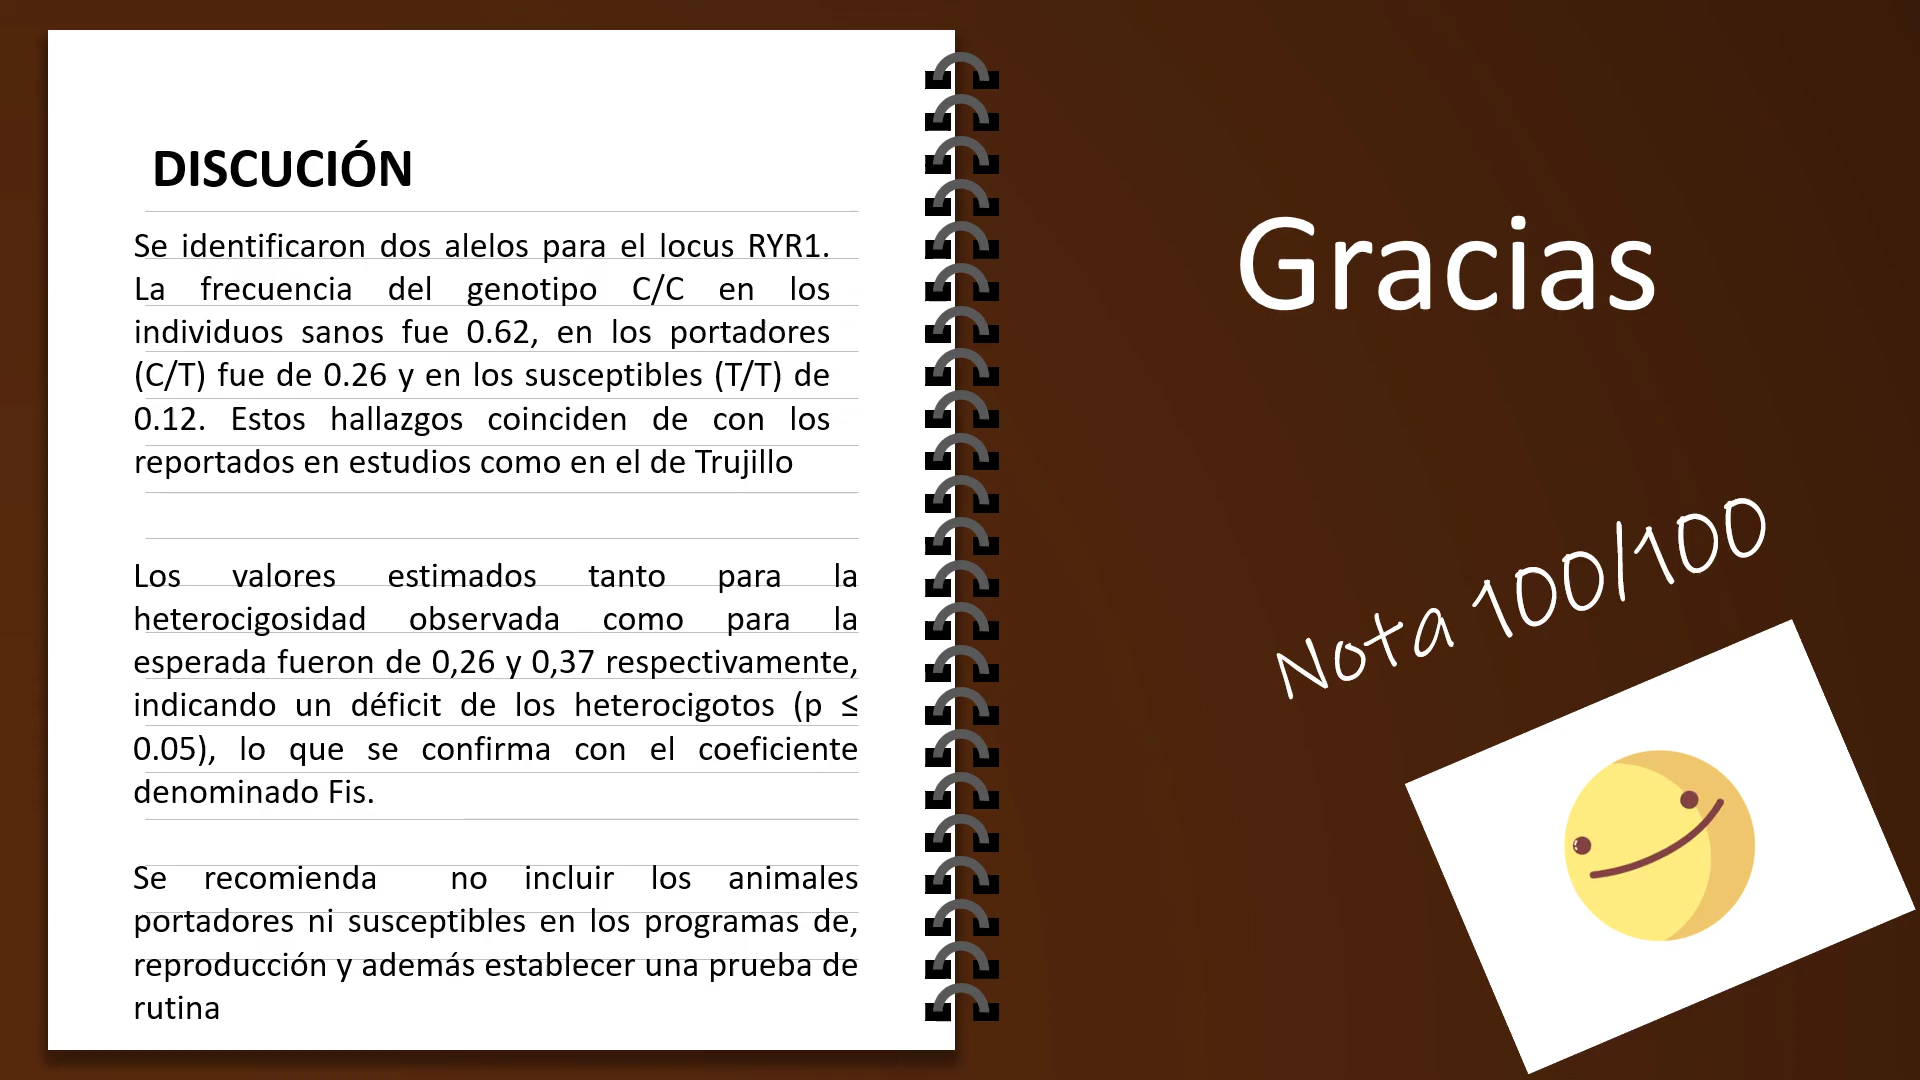 DISCUCIÓN
Se identificaron dos alelos para el locus RYR1.
La frecuencia del genotipo C/C en los
individuos sanos fue 0.62, en los portadores
(C/T) fue de 0.26 y en los susceptibles (T/T) de
0.12. Estos hallazgos coinciden de con los
reportados en estudios como en el de Trujillo
Los valores estimados tanto para la
heterocigosidad observada como para la
esperada fueron de 0,26 y 0,37 respectivamente,
indicando un déficit de los heterocigotos (p ≤
0.05), lo que se confirma con el coeficiente
denominado Fis.
Se recomienda no incluir los animales
portadores ni susceptibles en los programas de,
reproducción y además establecer una prueba de
rutina
Gracias
Nota 100/100